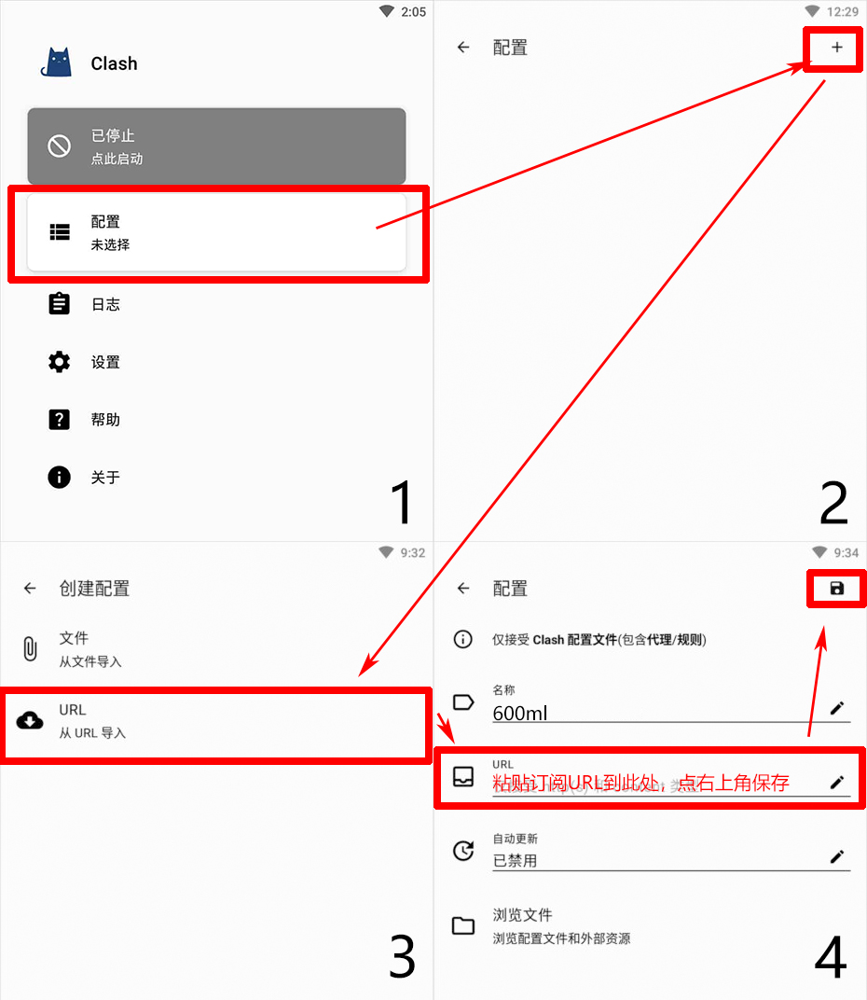 2:05
Clash
已停止
点此启动
配置
未选择
日志
设置
帮助
关于
1
12:29
配置
2
9:32
创建配置
文件
从文件导入
URL
从 URL 导入
3
9:34
配置
仅接受 Clash 配置文件(包含代理/规则)
名称
600ml
URL
粘贴订阅URL到此处，点右上角保存
自动更新
已禁用
浏览文件
浏览配置文件和外部资源
4